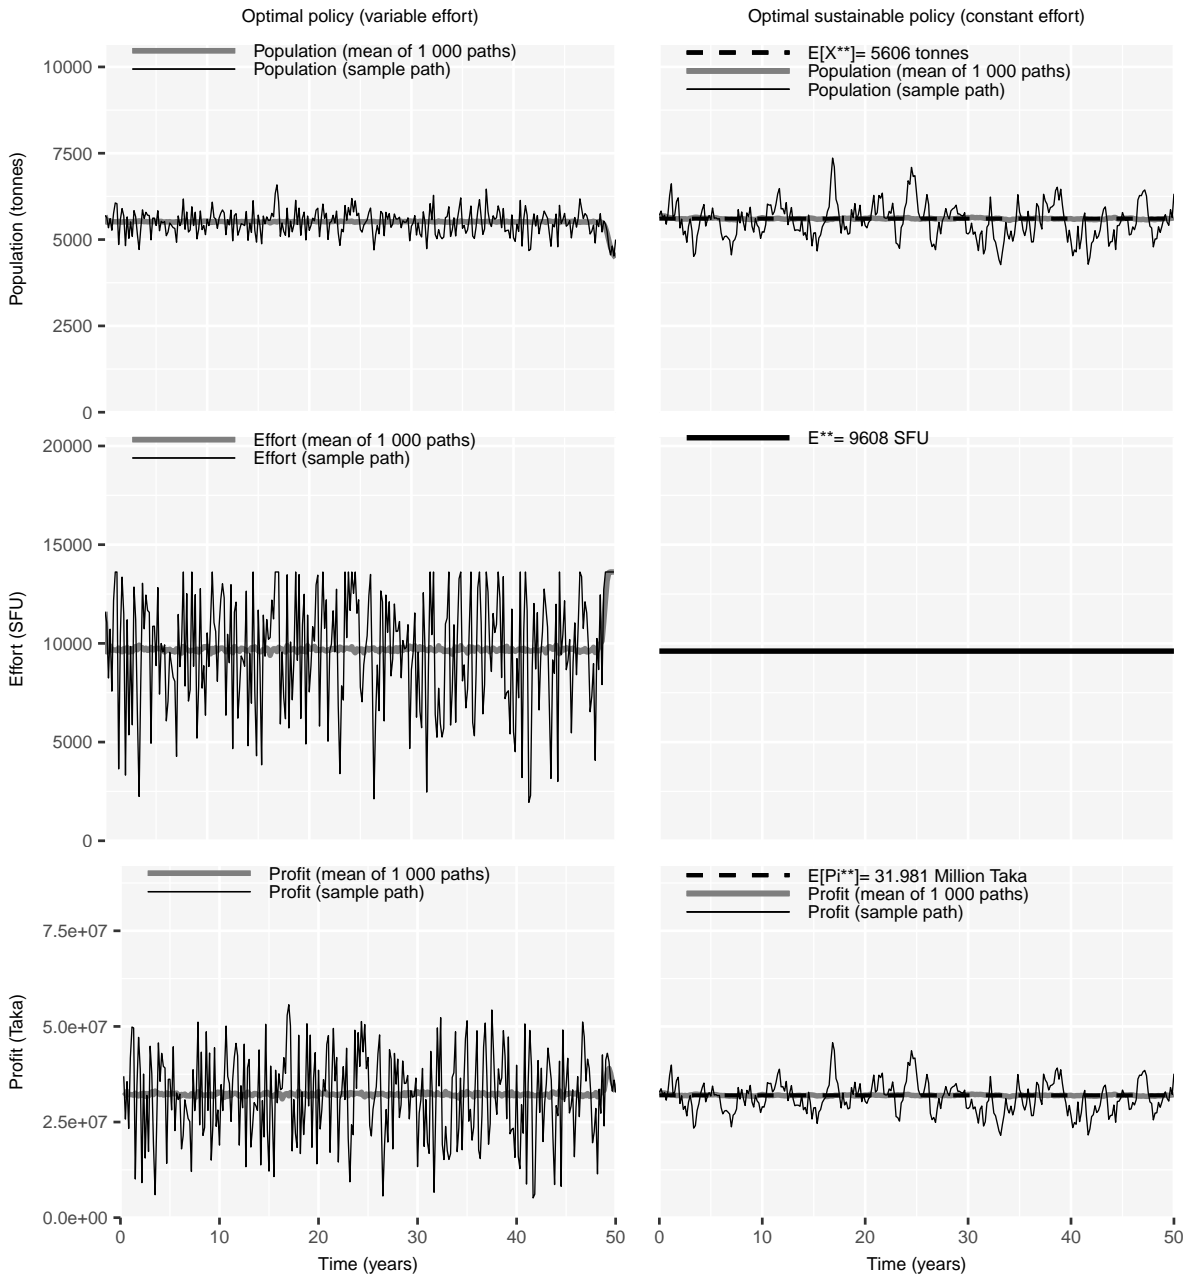 Optimal policy (variable effort)
Optimal sustainable policy (constant effort)
Population (mean of 1 000 paths)
Population (sample path)
E[X**]= 5606 tonnes
Population (mean of 1 000 paths)
Population (sample path)
Population (tonnes)
10000
7500
5000
2500
0
Effort (mean of 1 000 paths)
Effort (sample path)
E**= 9608 SFU
Effort (SFU)
20000
15000
10000
5000
0
Profit (mean of 1 000 paths)
Profit (sample path)
E[Pi**]= 31.981 Million Taka
Profit (mean of 1 000 paths)
Profit (sample path)
Profit (Taka)
7.5e+07
5.0e+07
2.5e+07
0.0e+00
0 10 20 30 40 50
0 10 20 30 40 50
Time (years)
Time (years)